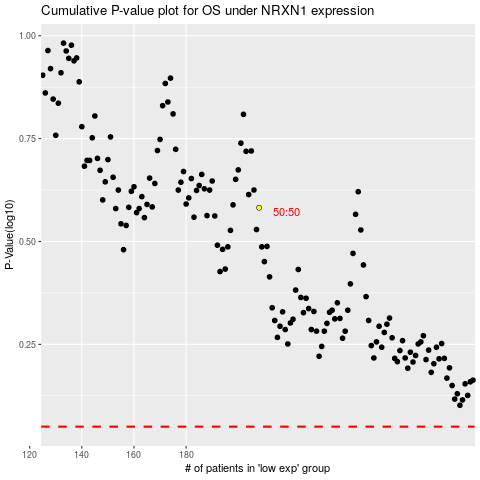 Cumulative P-value plot for OS under NRXN1 expression
P-Value(log10)
1.00
0.75
0.50
0.25
50:50
120 140 160 180
# of patients in 'low exp' group